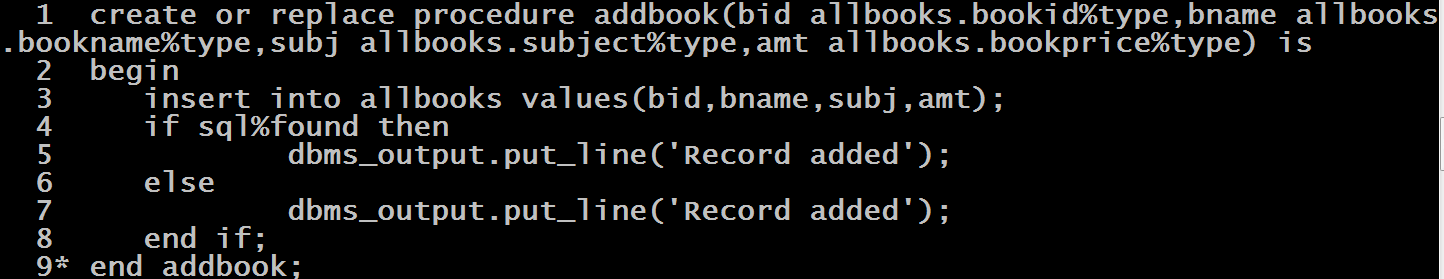 1  create or replace procedure addbook(bid allbooks.bookid%type,bname allbooks
.bookname%type,subj allbooks.subject%type,amt allbooks.bookprice%type) is
2  begin
3     insert into allbooks values(bid,bname,subj,amt);
4     if sql%found then
5             dbms_output.put_line('Record added');
6     else
7             dbms_output.put_line('Record added');
8     end if;
9* end addbook;